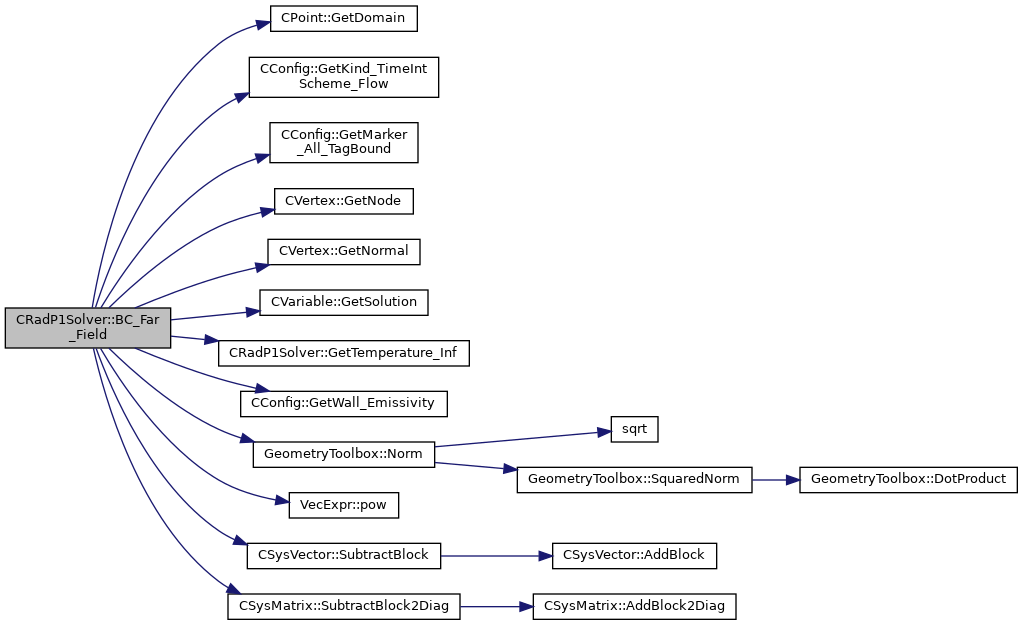 CPoint::GetDomain
CConfig::GetKind_TimeInt
Scheme_Flow
CConfig::GetMarker
_All_TagBound
CVertex::GetNode
CVertex::GetNormal
CVariable::GetSolution
CRadP1Solver::BC_Far
_Field
CRadP1Solver::GetTemperature_Inf
CConfig::GetWall_Emissivity
GeometryToolbox::Norm
sqrt
GeometryToolbox::SquaredNorm
GeometryToolbox::DotProduct
VecExpr::pow
CSysVector::SubtractBlock
CSysVector::AddBlock
CSysMatrix::SubtractBlock2Diag
CSysMatrix::AddBlock2Diag